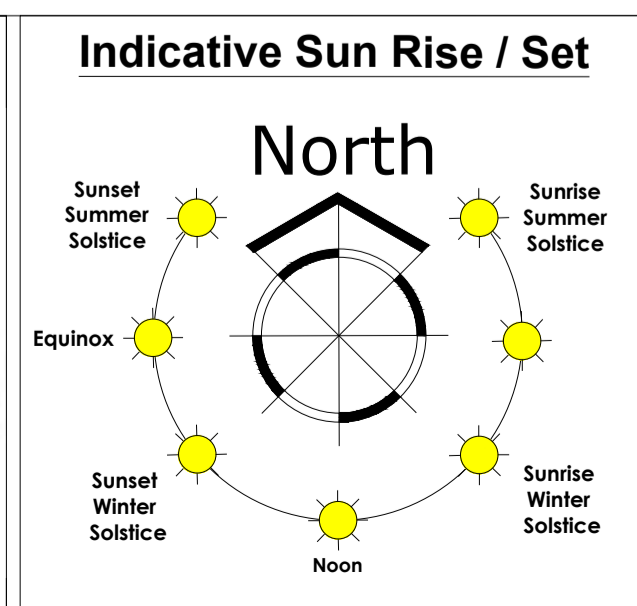 Indicative Sun Rise / Set
North
Sunset
Summer
Solstice
Sunrise
Summer
Solstice
Equinox
Sunset
Winter
Solstice
Sunrise
Winter
Solstice
Noon